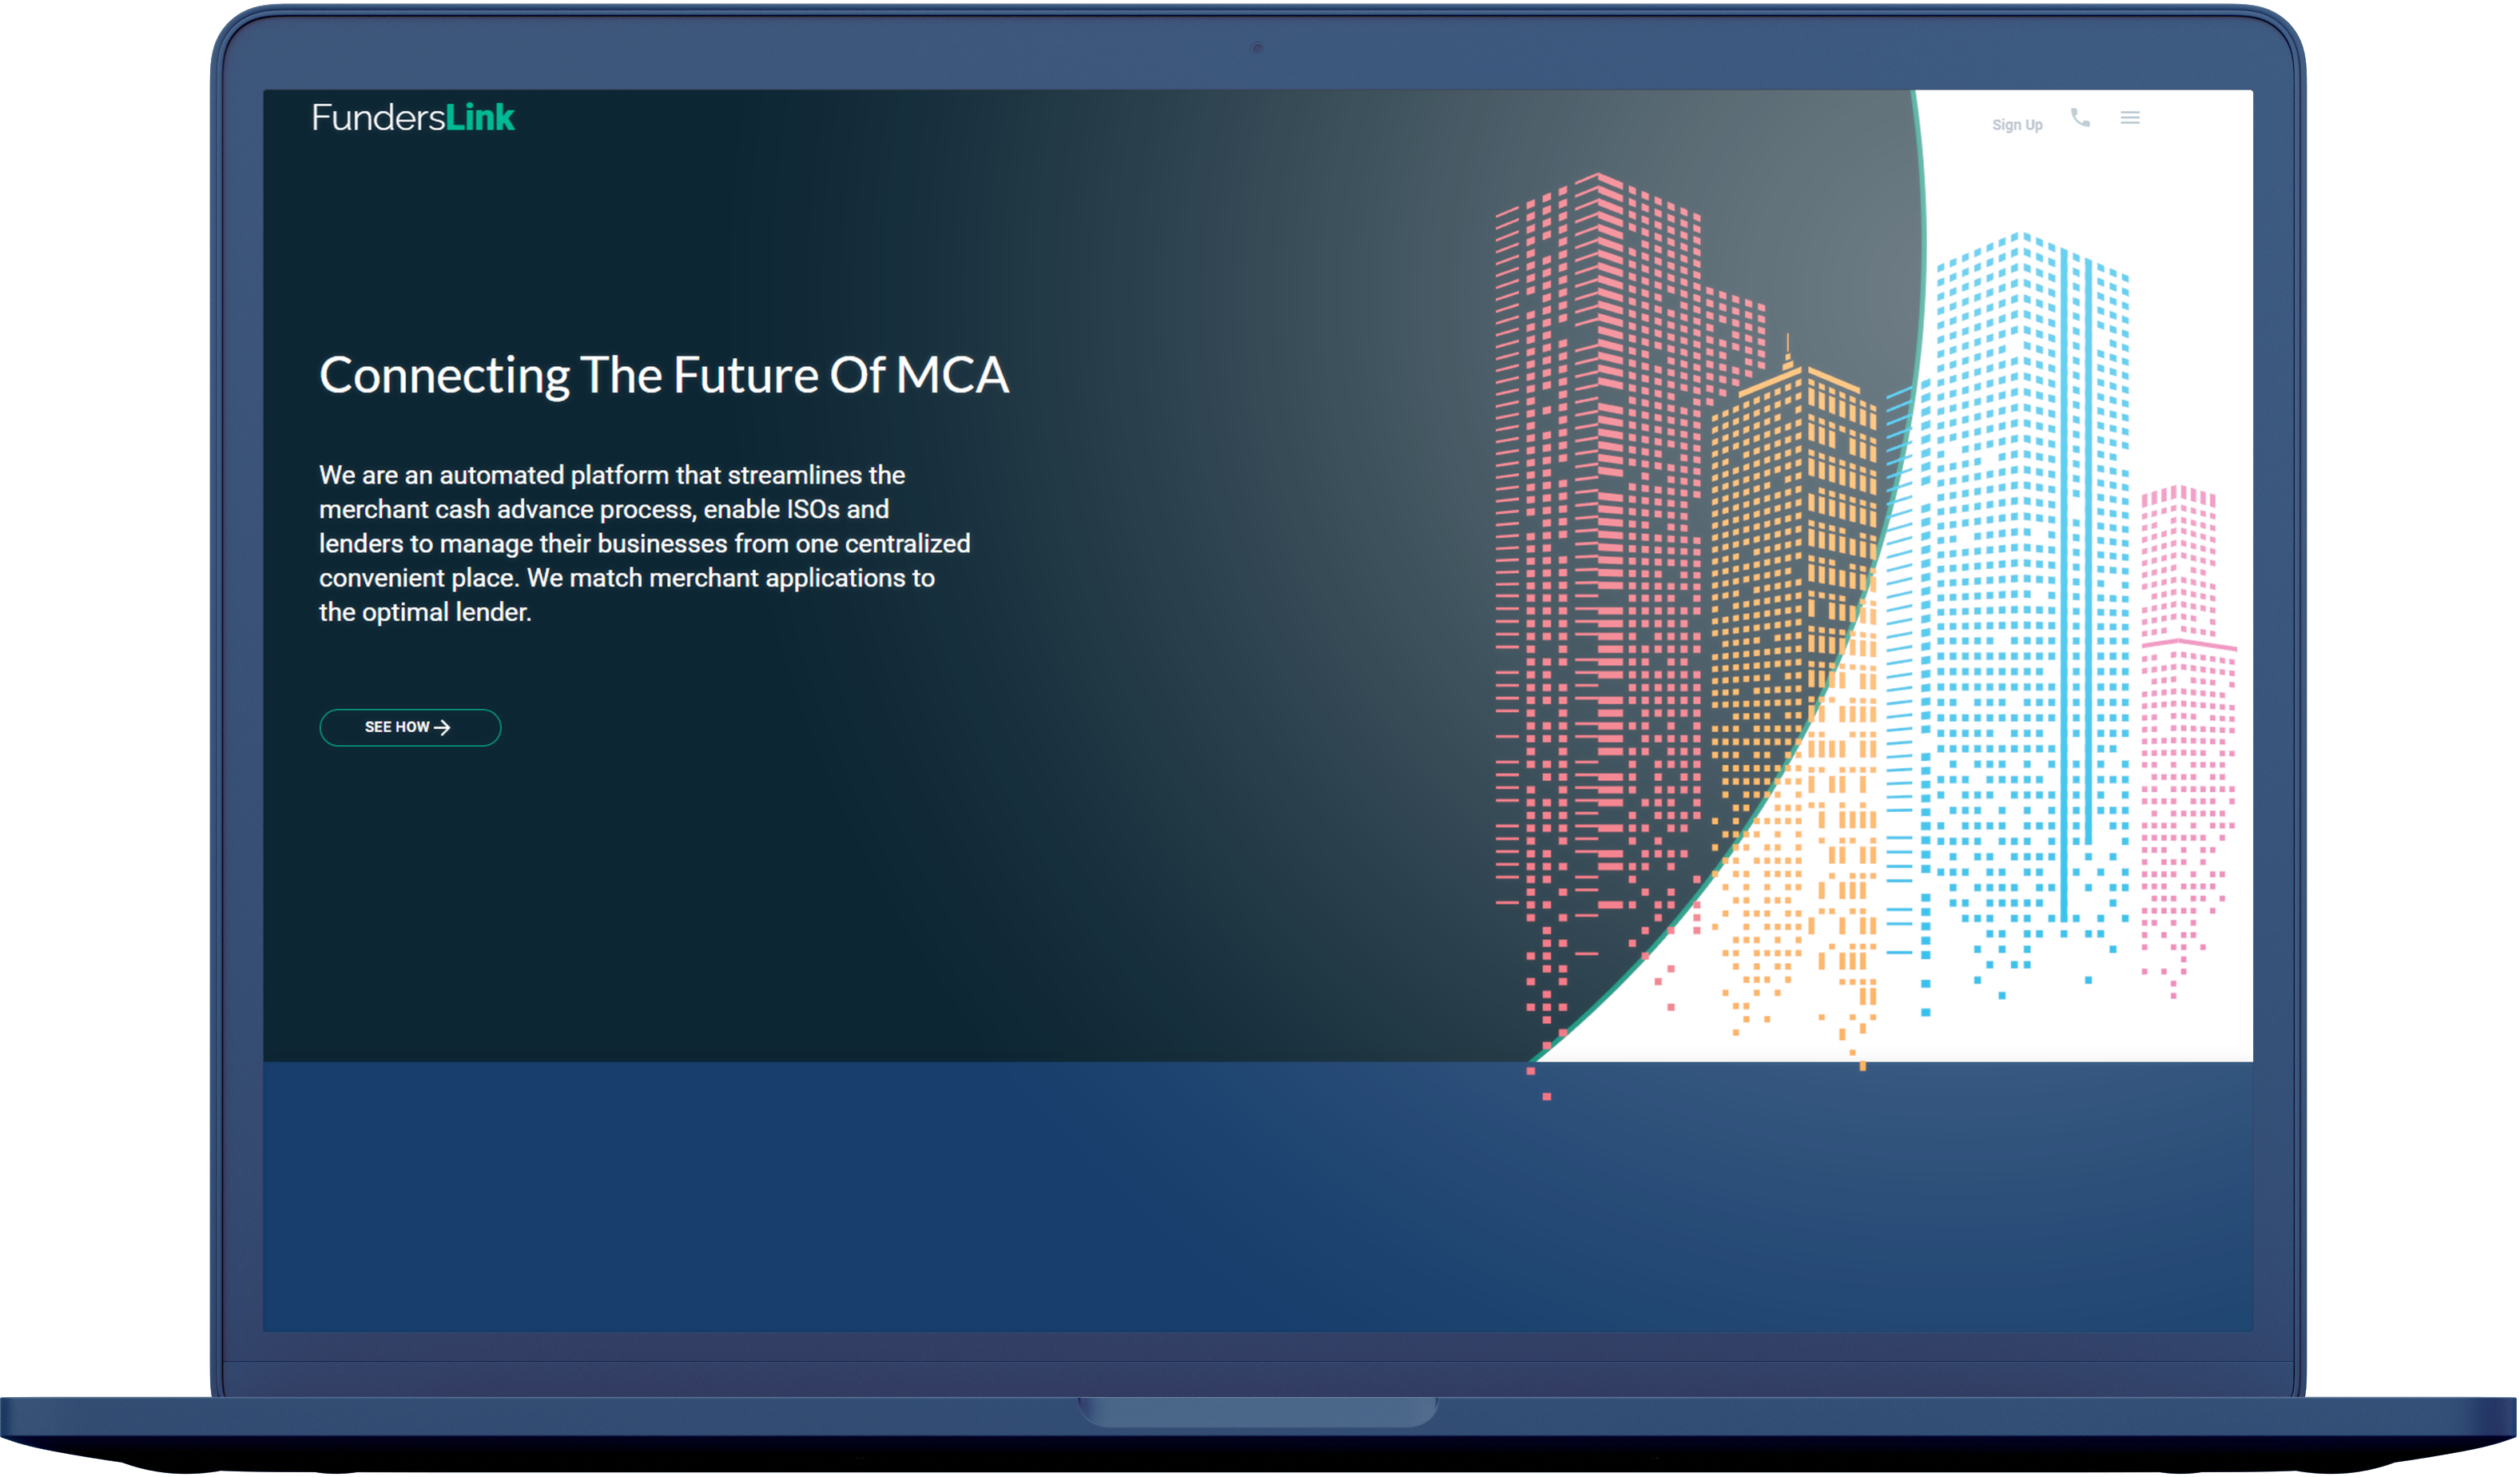 FundersLink
Sign Up
Connecting The Future Of MCA
We are an automated platform that streamlines the
merchant cash advance process, enable ISOs and
lenders to manage their businesses from one centralized
convenient place. We match merchant applications to
the optimal lender.
SEE HOW